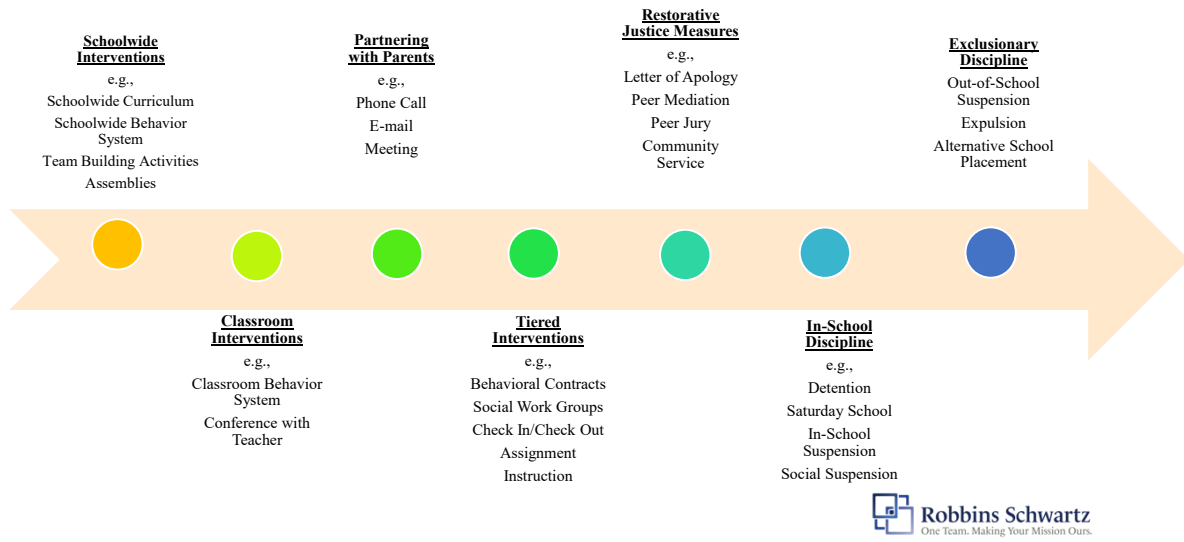 Schoolwide
Interventions
e.g.,
Schoolwide Curriculum
Schoolwide Behavior
System
Team Building Activities
Assemblies
Classroom
Interventions
e.g.,
Classroom Behavior
System
Conference with
Teacher
Partnering
with Parents
e.g.,
Phone Call
E-mail
Meeting
Tiered
Interventions
e.g.,
Behavioral Contracts
Social Work Groups
Check In/Check Out
Assignment
Instruction
Restorative
Justice Measures
e.g.,
Letter of Apology
Peer Mediation
Peer Jury
Community
Service
In-School
Discipline
e.g.,
Detention
Saturday School
In-School
Suspension
Social Suspension
Exclusionary
Discipline
Out-of-School
Suspension
Expulsion
Alternative School
Placement
Robbins Schwartz
One Team. Making Your Mission Ours.